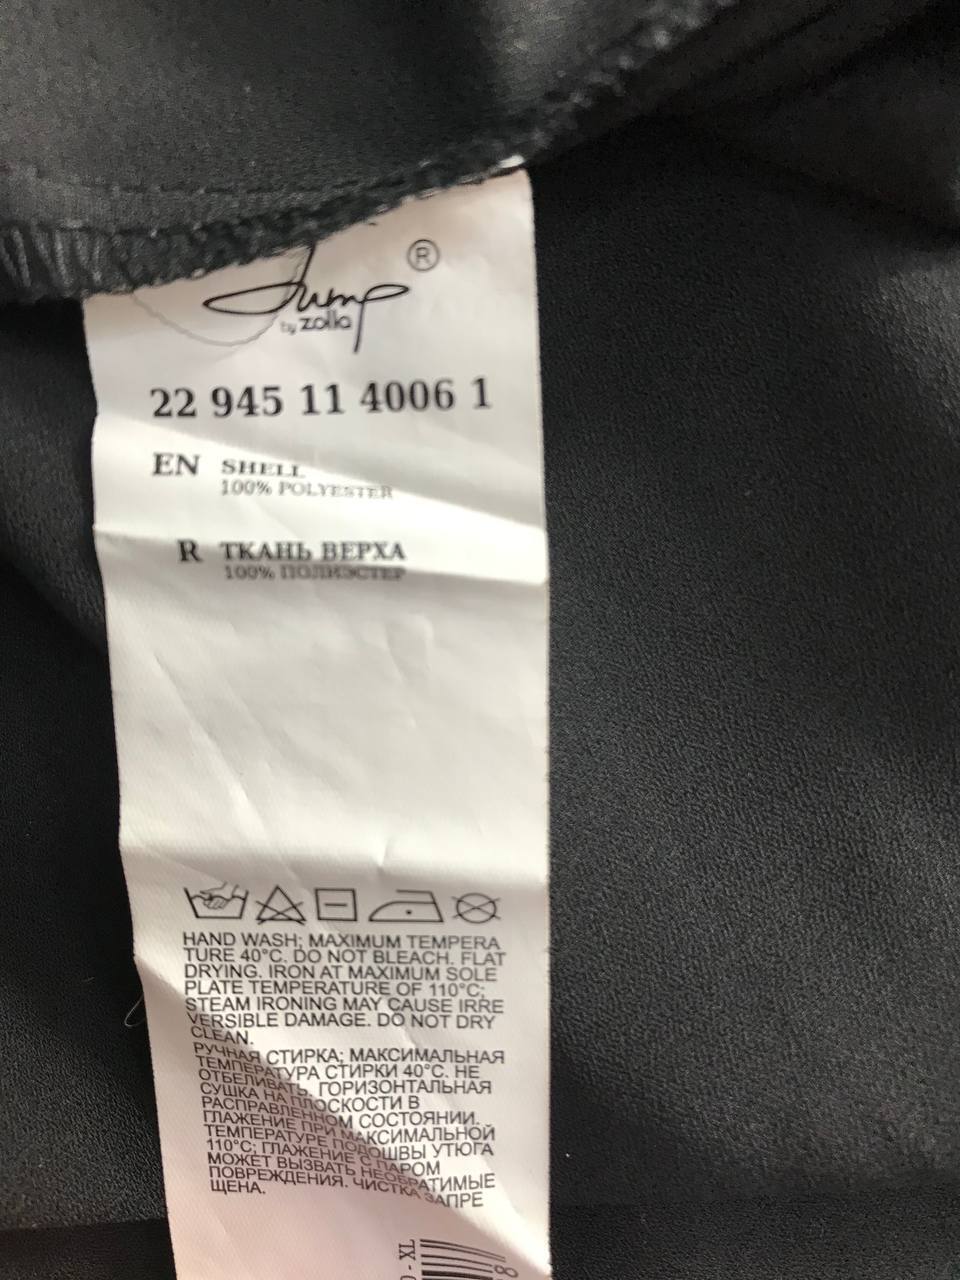 Jump ®
by zolla
22 945 11 4006 1
EN SHELL
100% POLYESTER
R ТКАНЬ ВЕРХА
100% ПОЛИЭСТЕР
HAND WASH; MAXIMUM TEMPERA
TURE 40°C. DO NOT BLEACH. FLAT
DRYING. IRON AT MAXIMUM SOLE
PLATE TEMPERATURE OF 110°C;
STEAM IRONING MAY CAUSE IRRE
VERSIBLE DAMAGE. DO NOT DRY
CLEAN.
РУЧНАЯ СТИРКА; МАКСИМАЛЬНАЯ
ТЕМПЕРАТУРА СТИРКИ 40°C. НЕ
ОТБЕЛИВАТЬ. ГОРИЗОНТАЛЬНАЯ
СУШКА НА ПЛОСКОСТИ В
РАСПРАВЛЕННОМ СОСТОЯНИИ.
ГЛАЖЕНИЕ ПРИ МАКСИМАЛЬНОЙ
ТЕМПЕРАТУРЕ ПОДОШВЫ УТЮГА
110°C; ГЛАЖЕНИЕ С ПАРОМ
МОЖЕТ ВЫЗВАТЬ НЕОБРАТИМЫЕ
ПОВРЕЖДЕНИЯ. ЧИСТКА ЗАПРЕ
ЩЕНА.
- XL
8